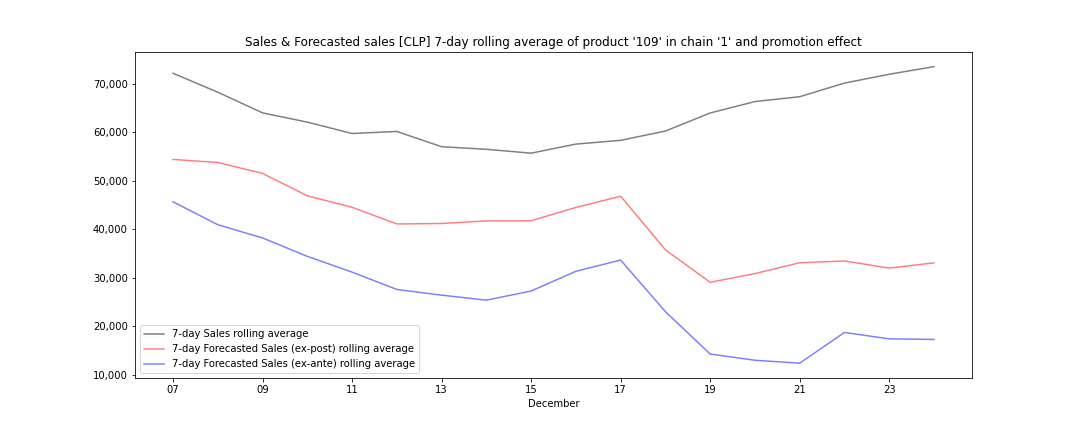 Sales & Forecasted sales [CLP] 7-day rolling average of product '109' in chain '1' and promotion effect
70,000
60,000
50,000
40,000
30,000
20,000
10,000
7-day Sales rolling average
7-day Forecasted Sales (ex-post) rolling average
7-day Forecasted Sales (ex-ante) rolling average
07 09 11 13 15 17 19 21 23
December